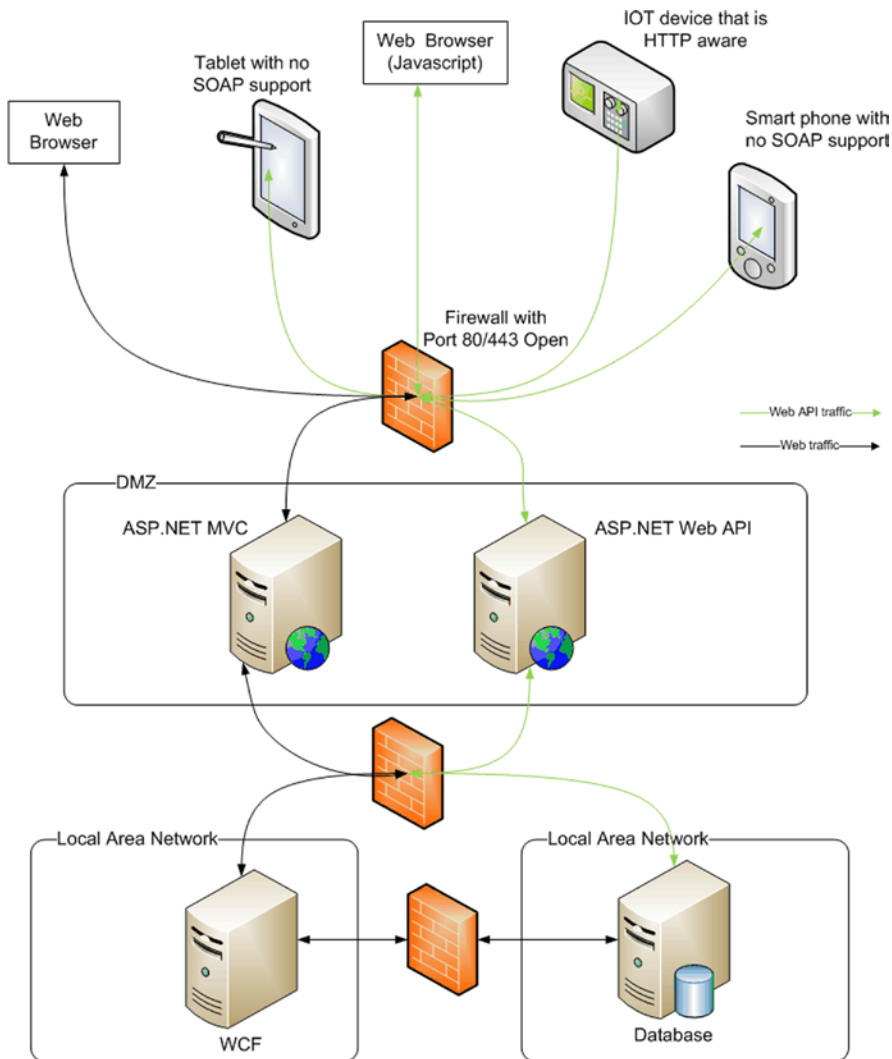 IOT device that is
HTTP aware
Web Browser
(Javascript)
Tablet with no
SOAP support
Web
Browser
Smart phone with
no SOAP support
Firewall with
Port 80/443 Open
Web API traffic
Web traffic
DMZ
ASP.NET MVC
ASP.NET Web API
Local Area Network
Local Area Network
WCF
Database